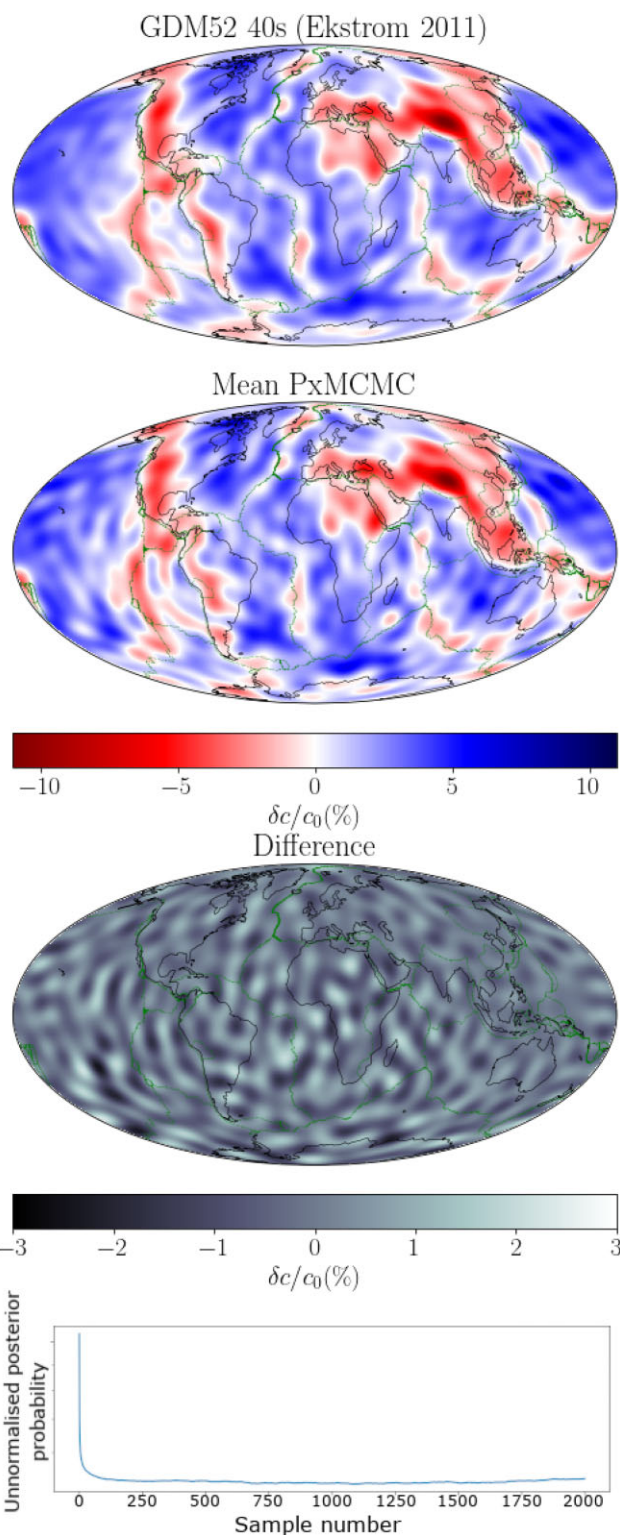 GDM52 40s (Ekstrom 2011)
Mean PxMCMC
−10 −5 0 5 10
δc/c₀(%)
Difference
−3 −2 −1 0 1 2 3
δc/c₀(%)
Unnormalised posterior
probability
0 250 500 750 1000 1250 1500 1750 2000
Sample number